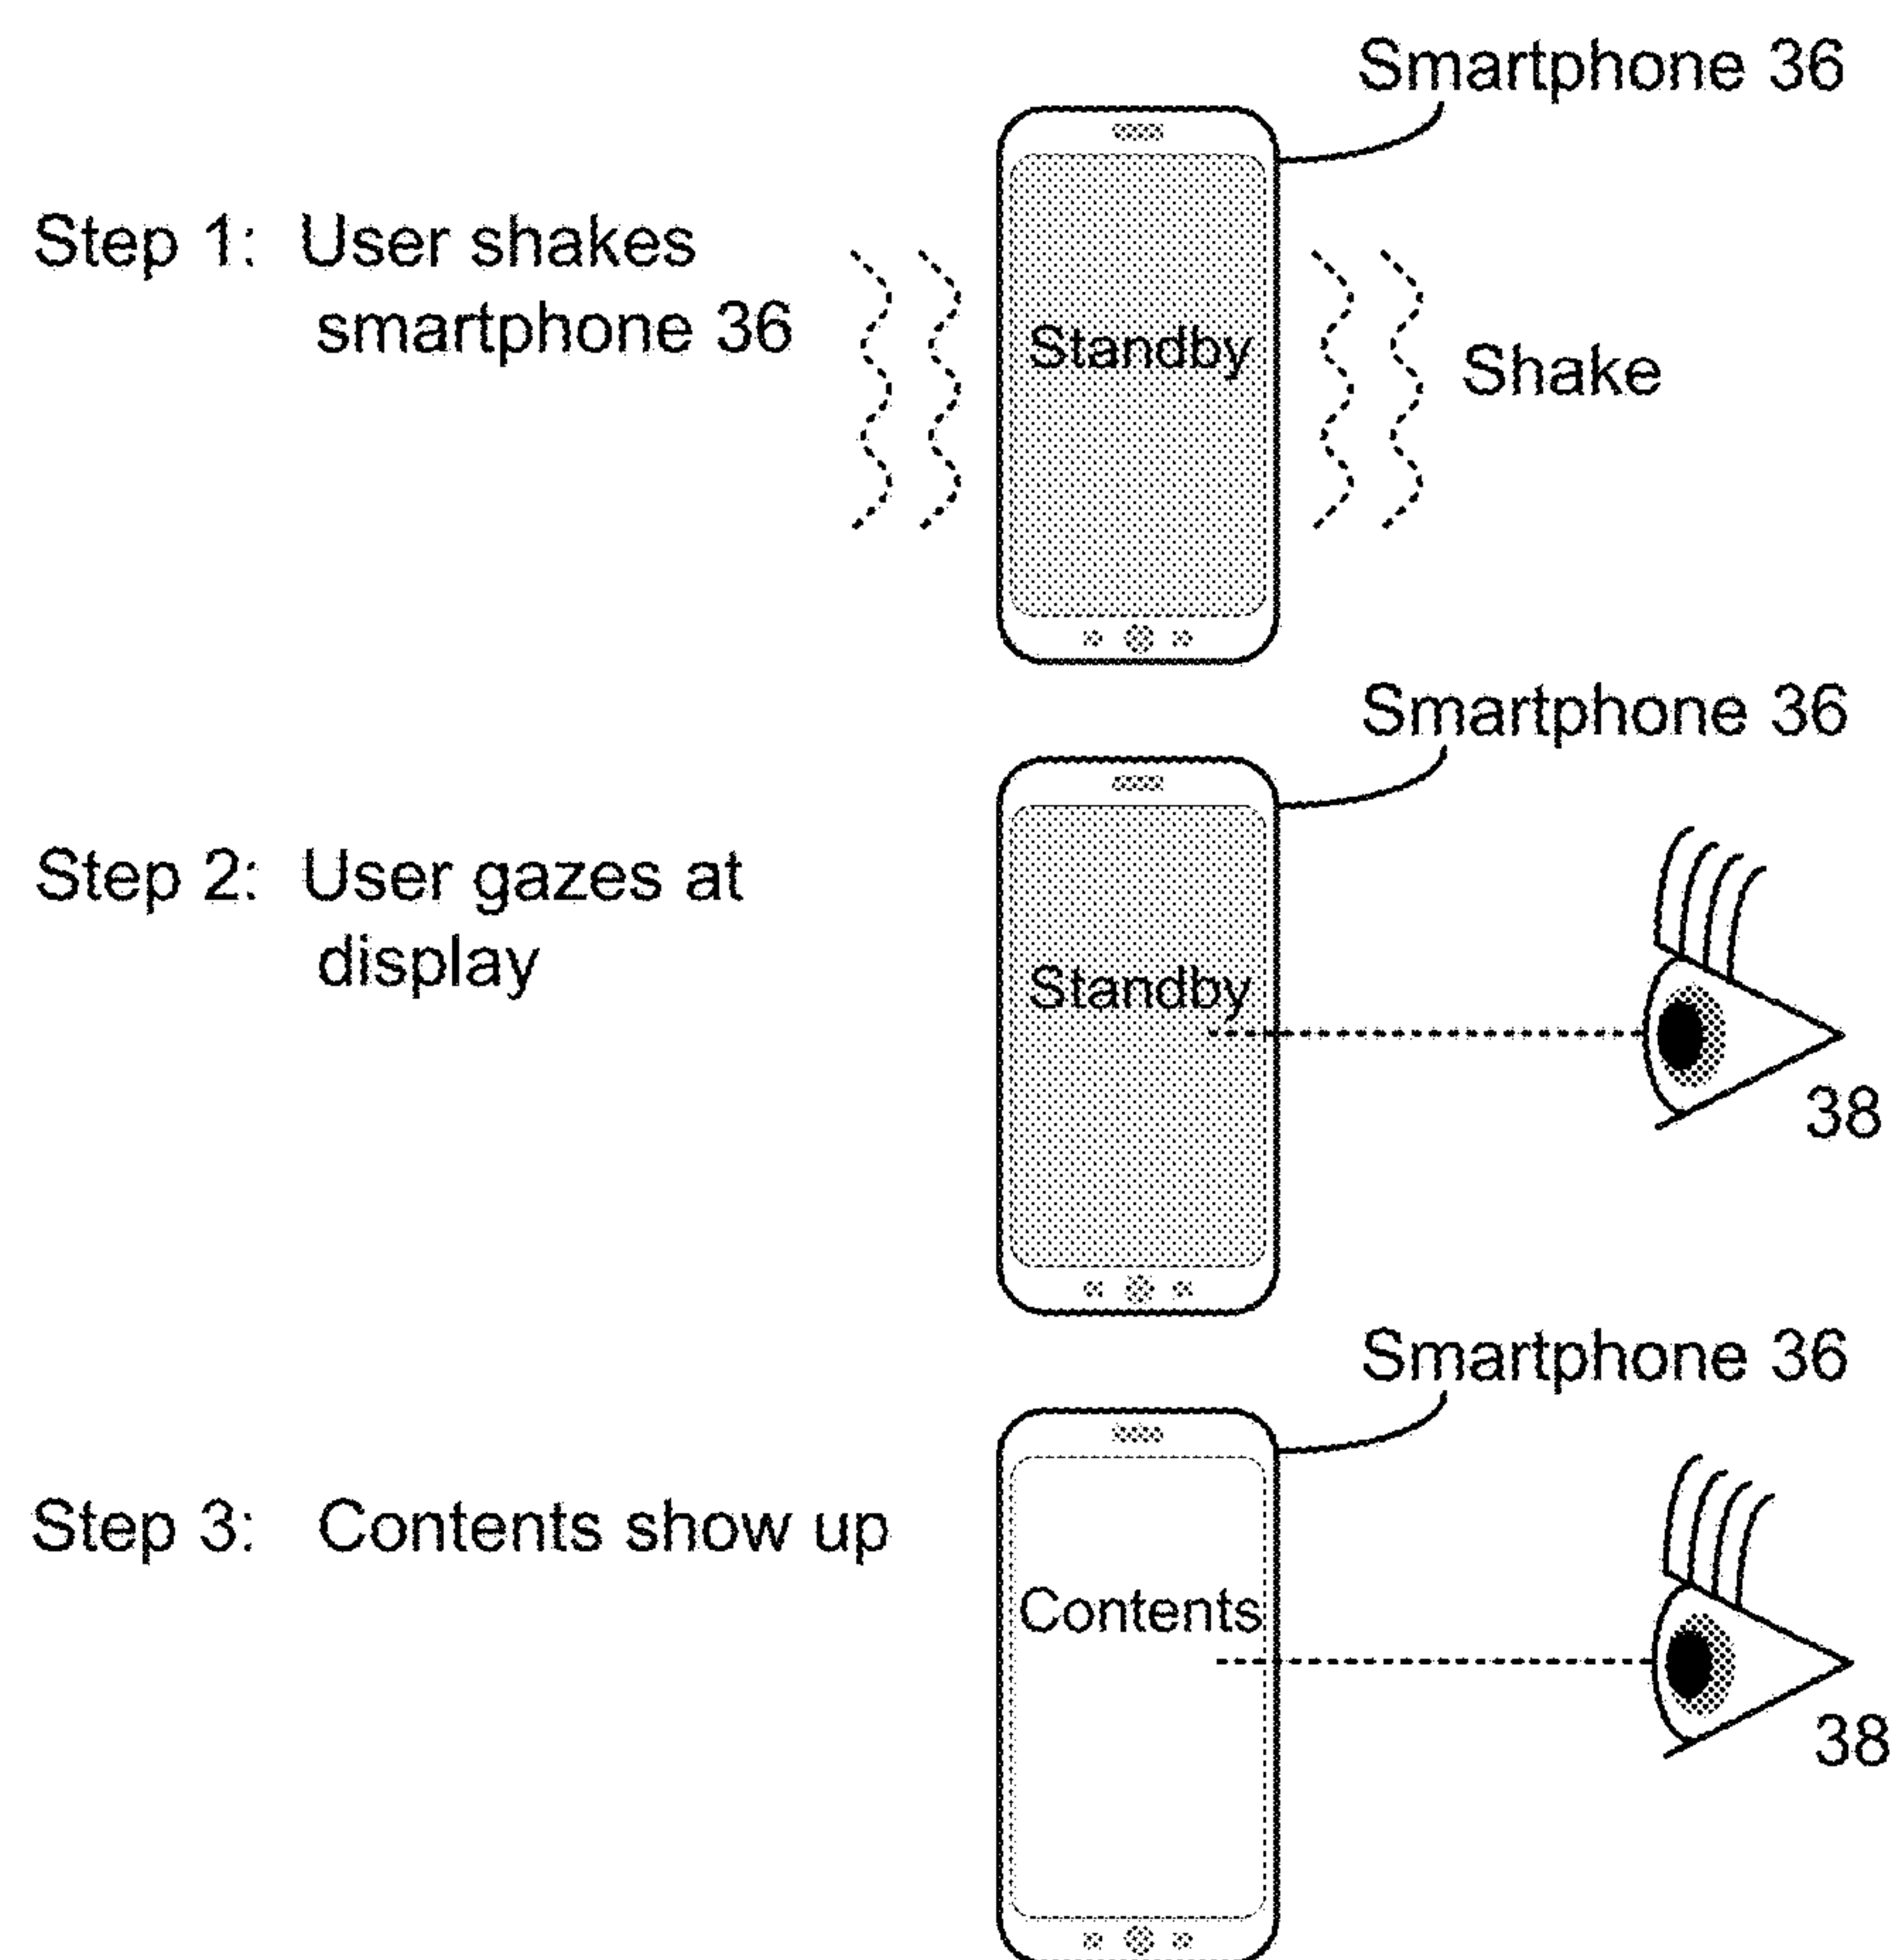 Smartphone 36
Step 1: User shakes
smartphone 36
Standby
Shake
Smartphone 36
Step 2: User gazes at
display
Standby
38
Smartphone 36
Step 3: Contents show up
Contents
38